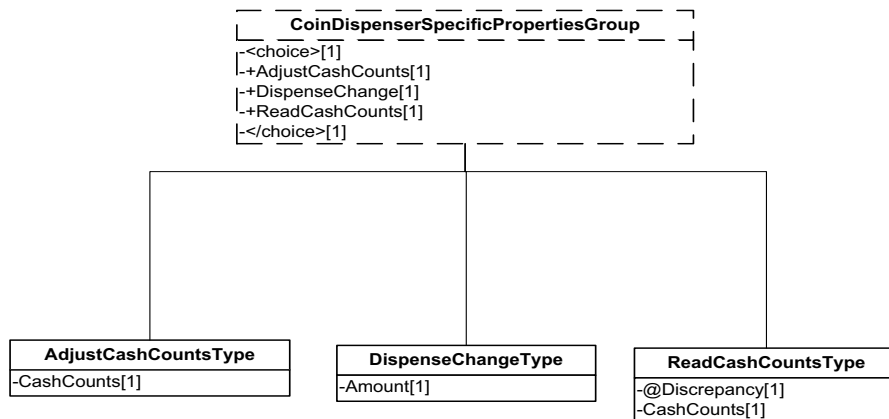 CoinDispenserSpecificPropertiesGroup
-<choice>[1]
-+AdjustCashCounts[1]
-+DispenseChange[1]
-+ReadCashCounts[1]
-</choice>[1]
AdjustCashCountsType
-CashCounts[1]
DispenseChangeType
-Amount[1]
ReadCashCountsType
-@Discrepancy[1]
-CashCounts[1]